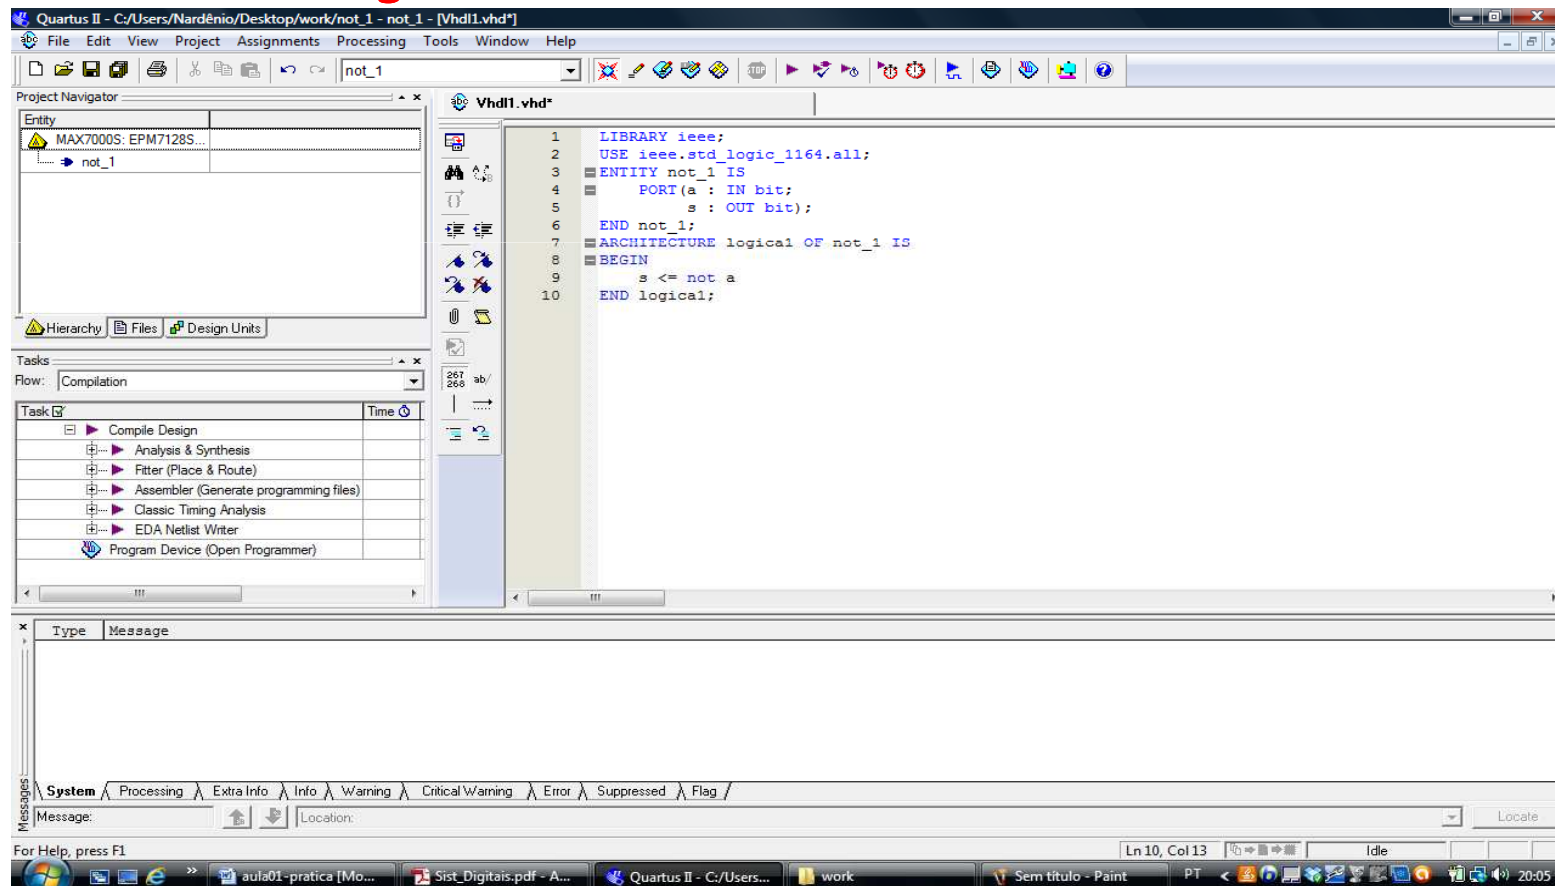 Quartus II - C:/Users/Nardênio/Desktop/work/not_1 - not_1 - [Vhdl1.vhd*]
File Edit View Project Assignments Processing Tools Window Help
not_1
Project Navigator
Entity
MAX7000S: EPM7128S...
not_1
Hierarchy Files Design Units
Tasks
Flow: Compilation
Task Time
Compile Design
Analysis & Synthesis
Fitter (Place & Route)
Assembler (Generate programming files)
Classic Timing Analysis
EDA Netlist Writer
Program Device (Open Programmer)
Vhdl1.vhd*
267
268 ab/
1 LIBRARY ieee;
2 USE ieee.std_logic_1164.all;
3 ENTITY not_1 IS
4 PORT(a : IN bit;
5 s : OUT bit);
6 END not_1;
7 ARCHITECTURE logica1 OF not_1 IS
8 BEGIN
9 s <= not a
10 END logica1;
Type Message
System Processing Extra Info Info Warning Critical Warning Error Suppressed Flag
Messages
Message: Location: Locate
For Help, press F1 Ln 10, Col 13 Idle
aula01-pratica [Mo... Sist_Digitais.pdf - A... Quartus II - C:/Users... work Sem título - Paint PT 20:05